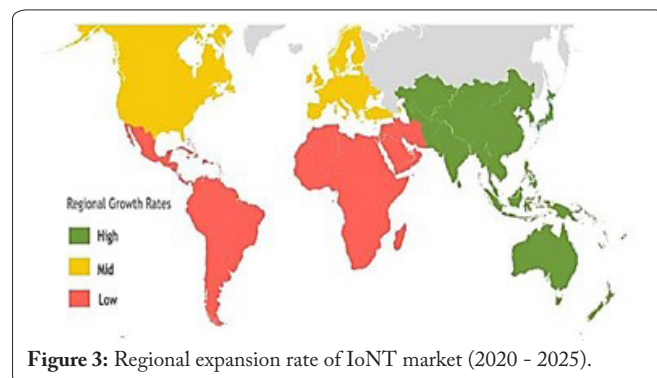 Regional Growth Rates
High
Mid
Low
Figure 3: Regional expansion rate of IoNT market (2020 - 2025).